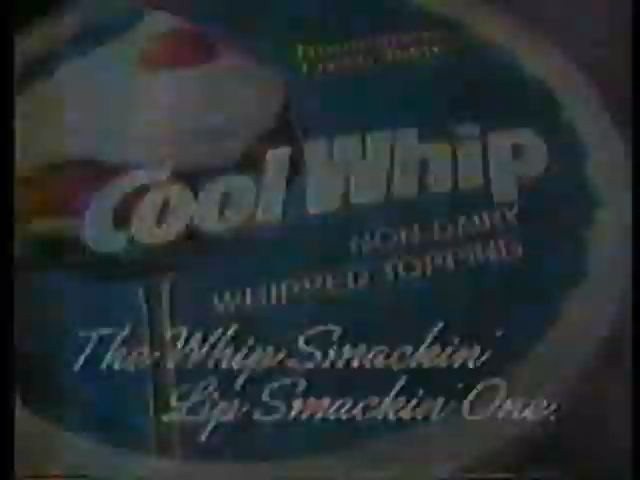 Cool Whip
NON-DAIRY
WHIPPED TOPPING
The Whip Smackin'
Lip Smackin' One.